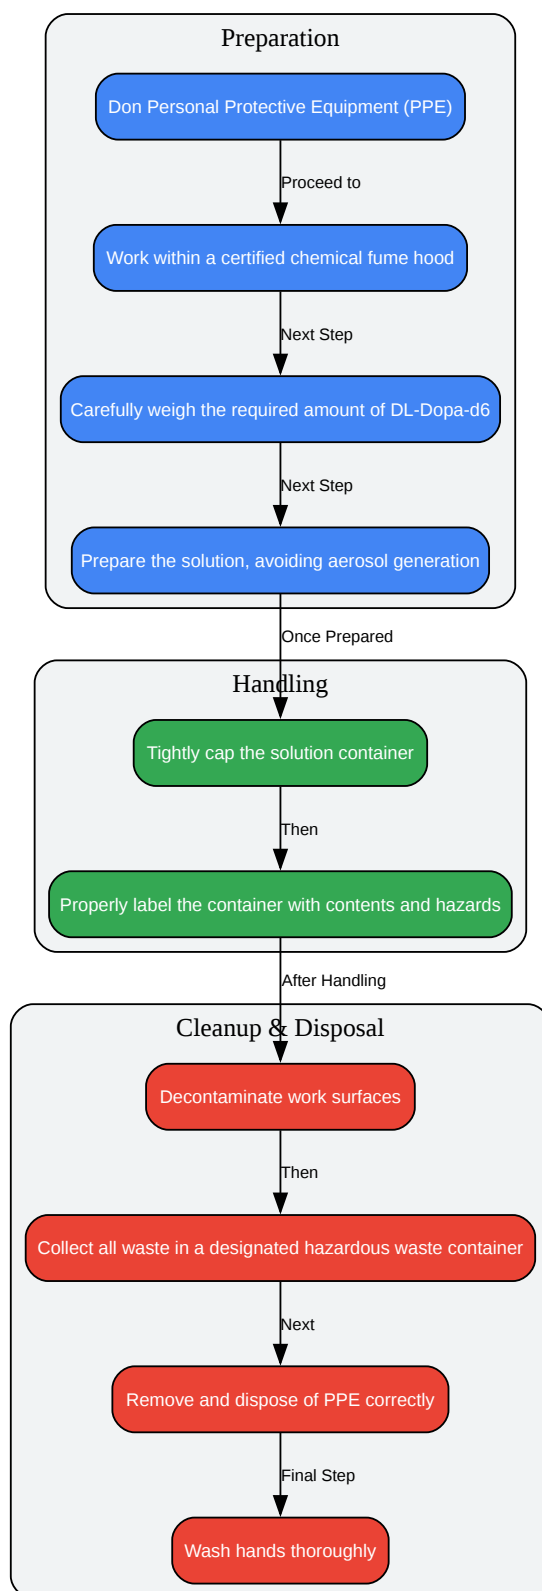 Preparation
Don Personal Protective Equipment (PPE)
Proceed to
Work within a certified chemical fume hood
Next Step
Carefully weigh the required amount of DL-Dopa-d6
Next Step
Prepare the solution, avoiding aerosol generation
Once Prepared
Handling
Tightly cap the solution container
Then
Properly label the container with contents and hazards
After Handling
Cleanup & Disposal
Decontaminate work surfaces
Then
Collect all waste in a designated hazardous waste container
Next
Remove and dispose of PPE correctly
Final Step
Wash hands thoroughly